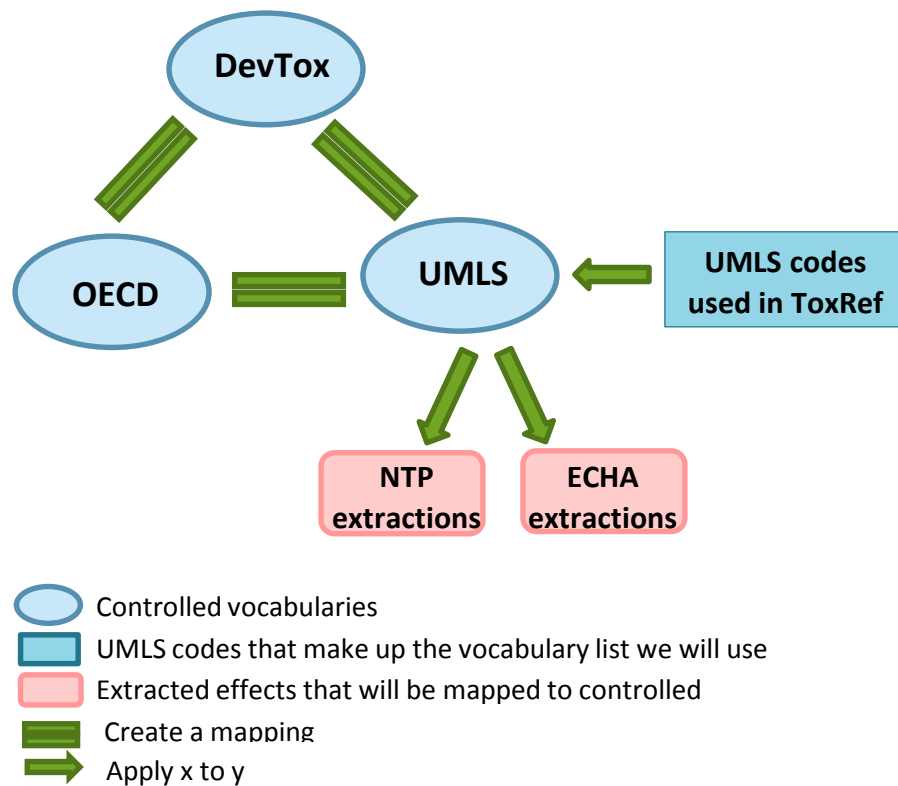 DevTox
OECD
UMLS
UMLS codes
used in ToxRef
NTP
extractions
ECHA
extractions
Controlled vocabularies
UMLS codes that make up the vocabulary list we will use
Extracted effects that will be mapped to controlled
Create a mapping
Apply x to y